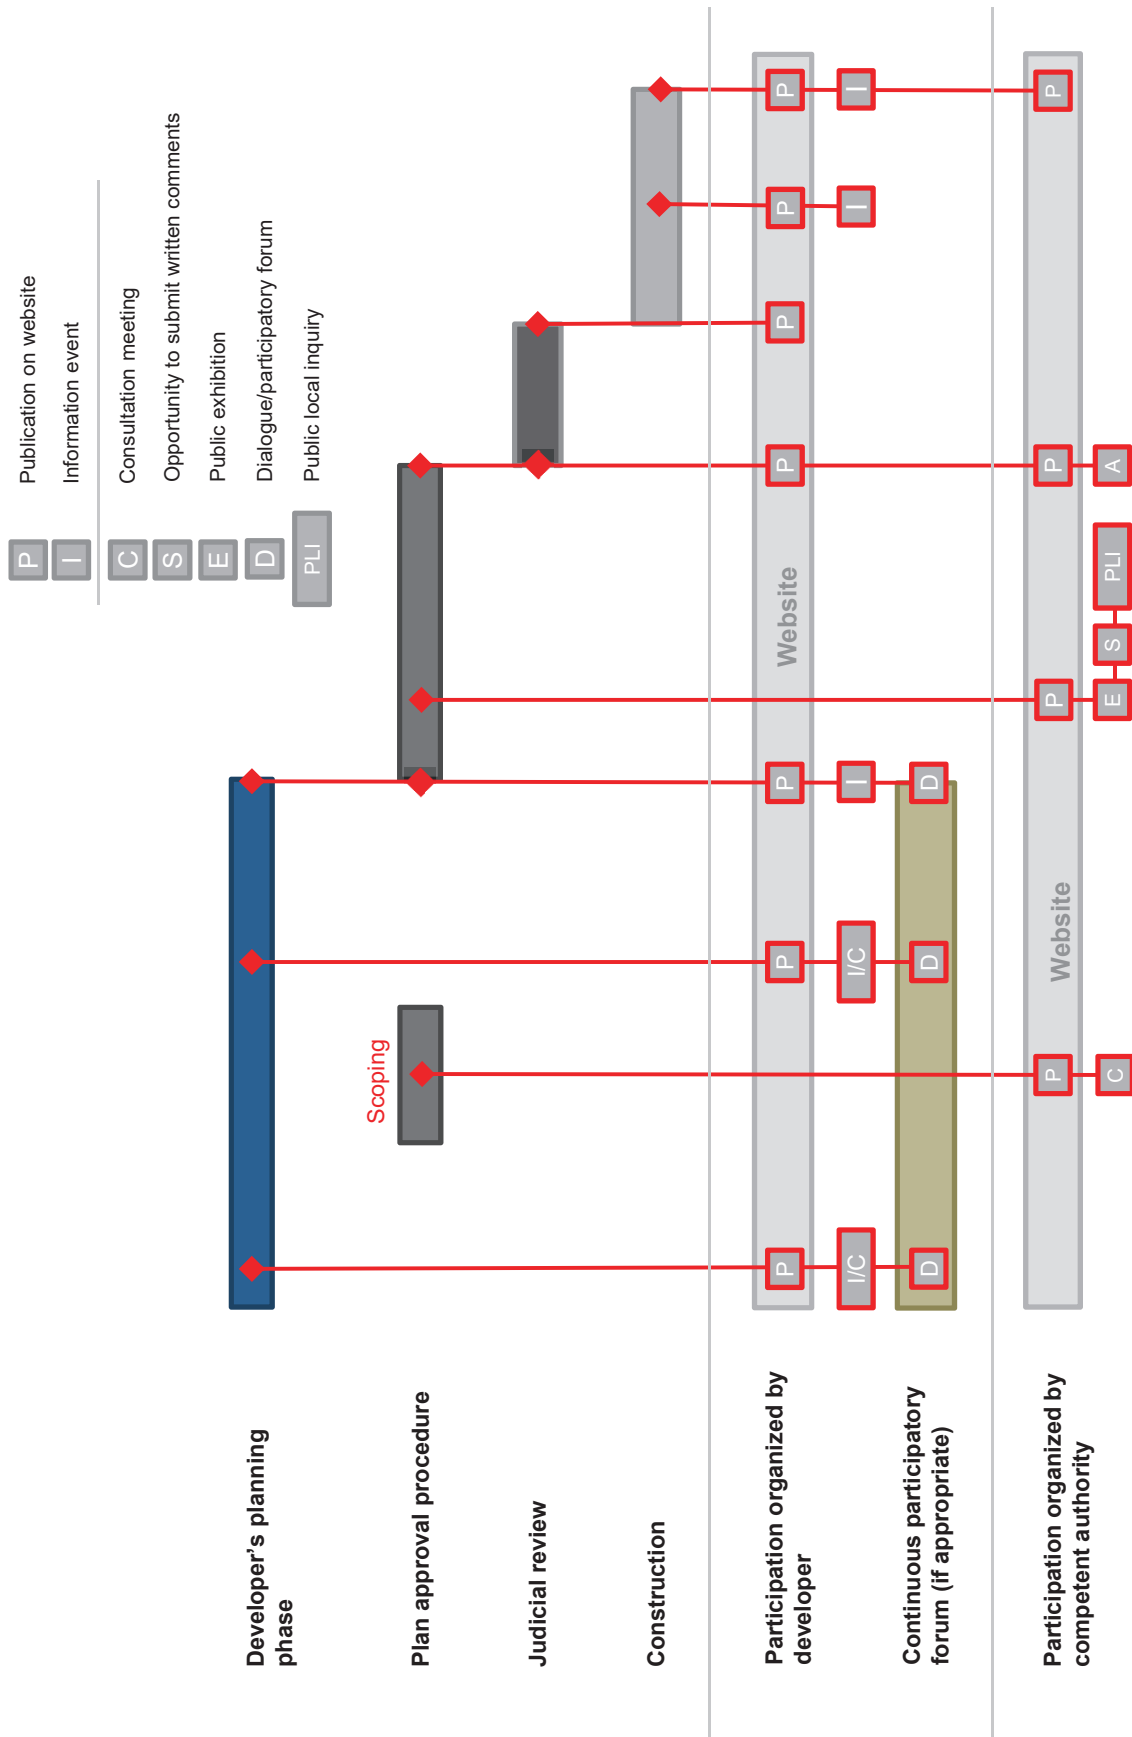 P Publication on website
I Information event
C Consultation meeting
S Opportunity to submit written comments
E Public exhibition
D Dialogue/participatory forum
PLI Public local inquiry
Developer's planning
phase
Scoping
Plan approval procedure
Judicial review
Construction
Participation organized by
developer
Website
P P P P P P P
I/C I/C I I I
Continuous participatory
forum (if appropriate)
D D D
Participation organized by
competent authority
Website
P P P P
C E S PLI A